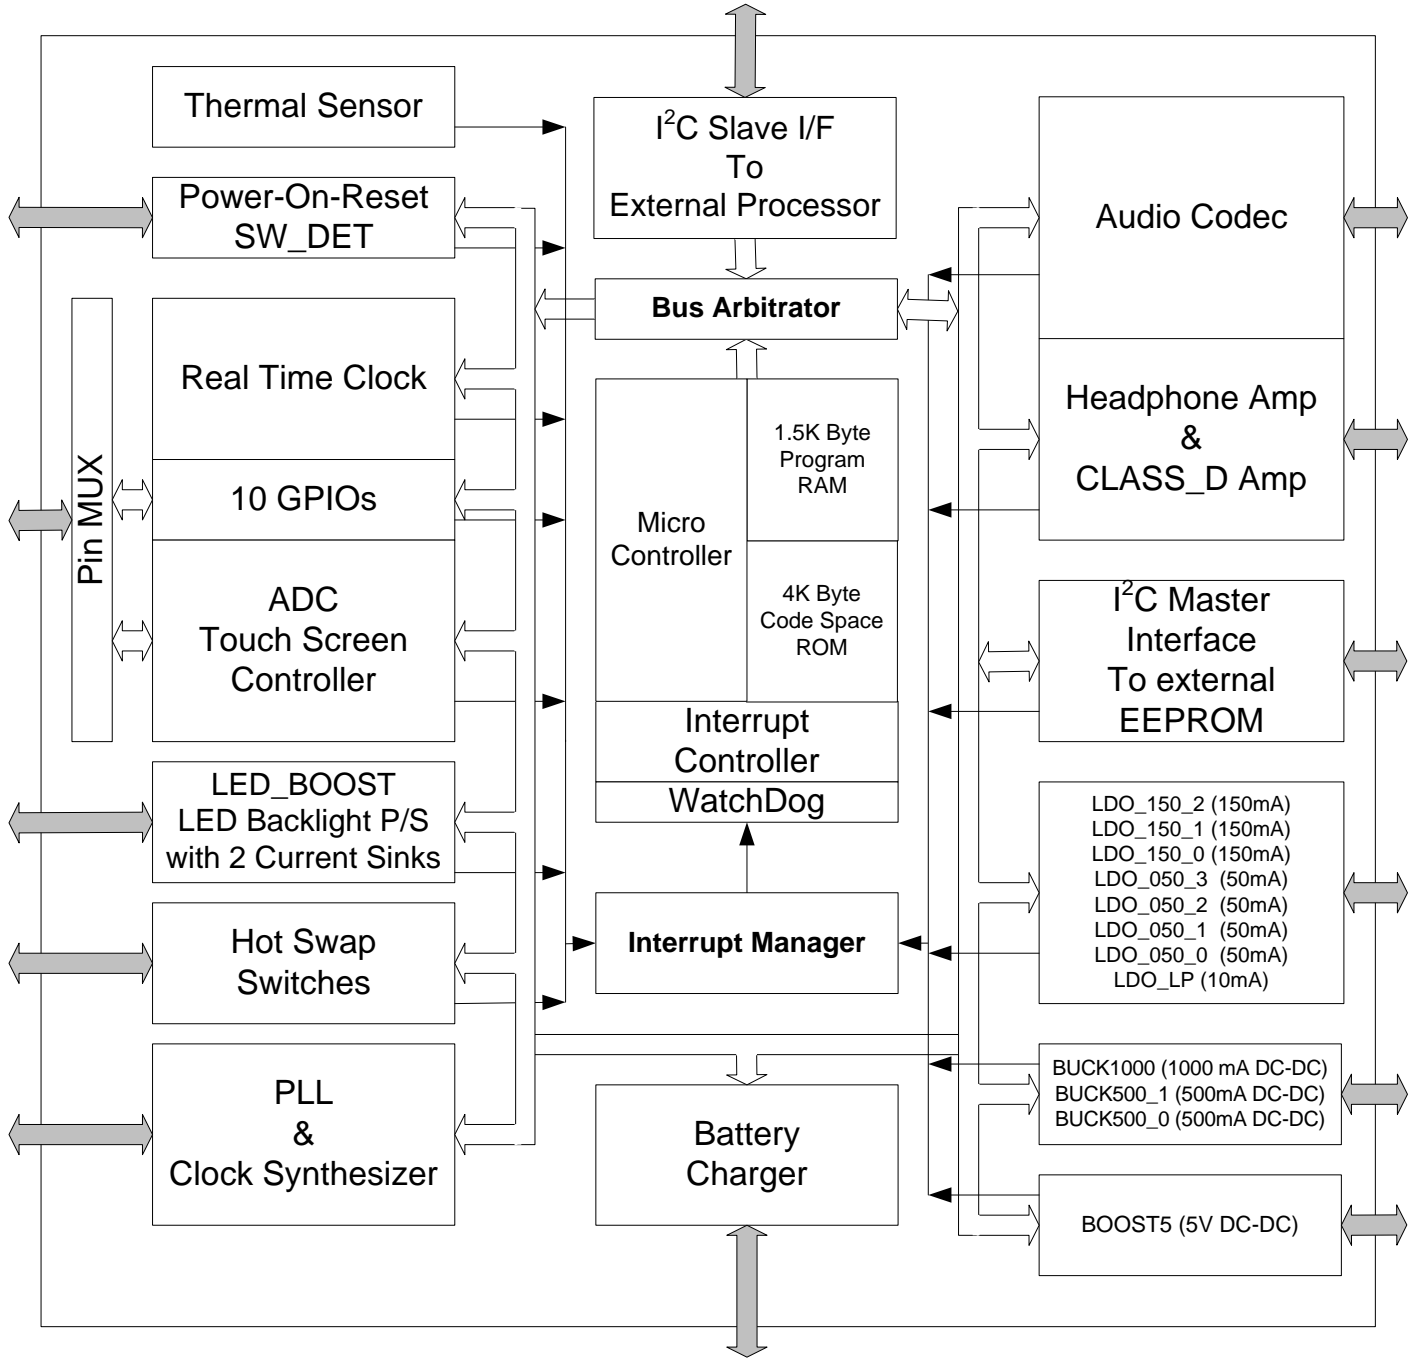 Thermal Sensor
Power-On-Reset
SW_DET
Pin MUX
Real Time Clock
10 GPIOs
ADC
Touch Screen
Controller
LED_BOOST
LED Backlight P/S
with 2 Current Sinks
Hot Swap
Switches
PLL
&
Clock Synthesizer
I²C Slave I/F
To
External Processor
Bus Arbitrator
Micro
Controller
1.5K Byte
Program
RAM
4K Byte
Code Space
ROM
Interrupt
Controller
WatchDog
Interrupt Manager
Battery
Charger
Audio Codec
Headphone Amp
&
CLASS_D Amp
I²C Master
Interface
To external
EEPROM
LDO_150_2 (150mA)
LDO_150_1 (150mA)
LDO_150_0 (150mA)
LDO_050_3 (50mA)
LDO_050_2 (50mA)
LDO_050_1 (50mA)
LDO_050_0 (50mA)
LDO_LP (10mA)
BUCK1000 (1000 mA DC-DC)
BUCK500_1 (500mA DC-DC)
BUCK500_0 (500mA DC-DC)
BOOST5 (5V DC-DC)